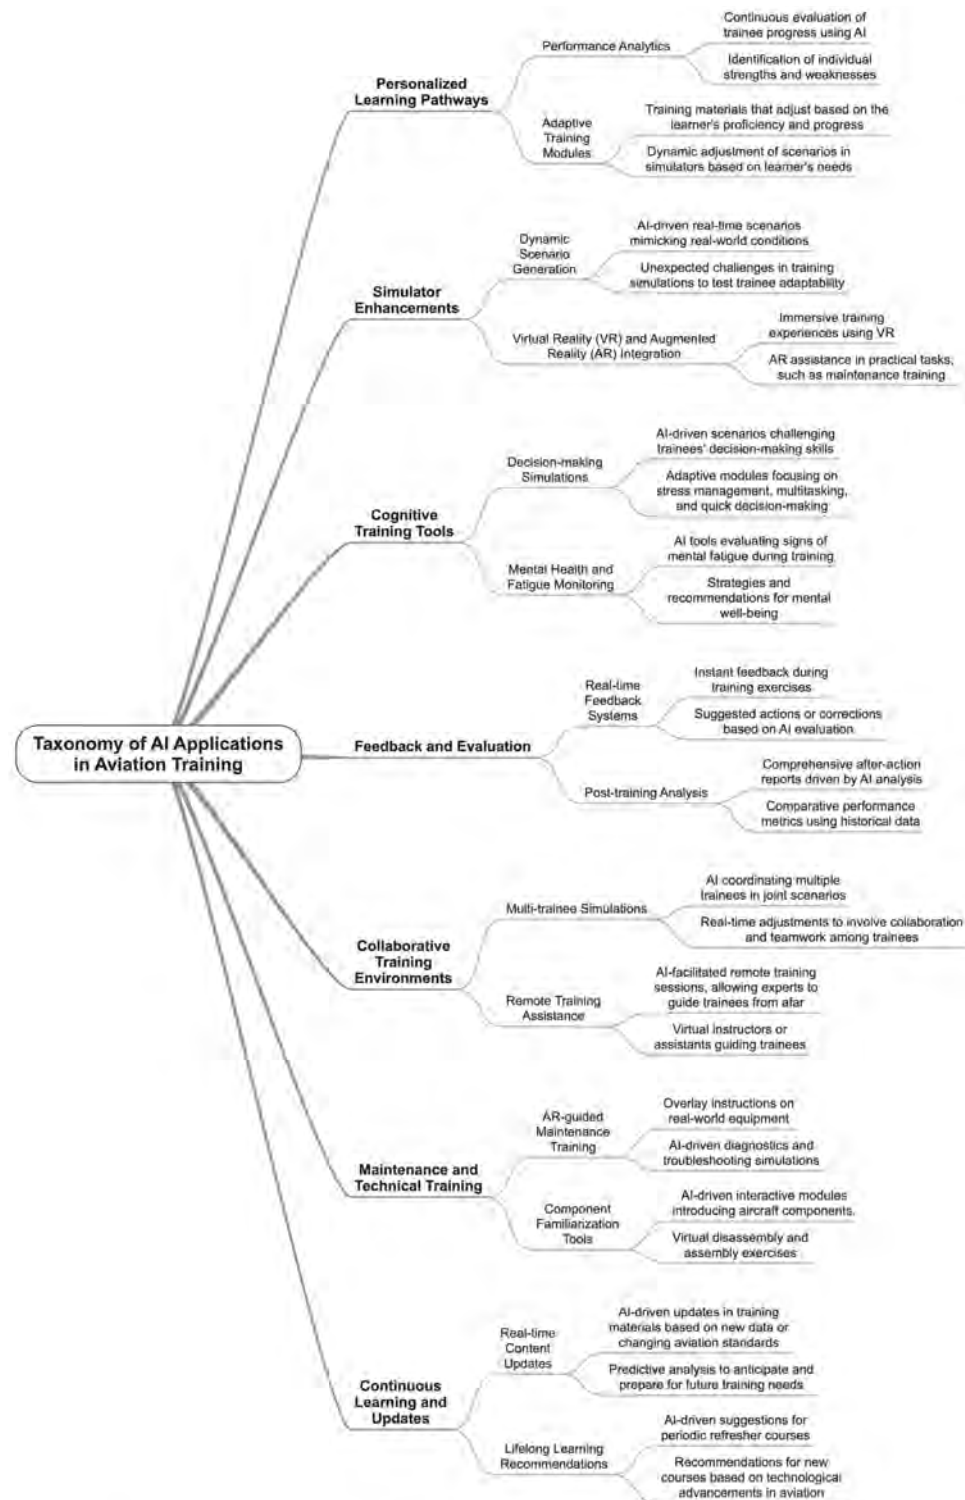 Taxonomy of AI Applications
in Aviation Training
Personalized
Learning Pathways
Performance Analytics
Continuous evaluation of
trainee progress using AI
Identification of individual
strengths and weaknesses
Adaptive
Training
Modules
Training materials that adjust based on the
learner's proficiency and progress
Dynamic adjustment of scenarios in
simulators based on learner's needs
Simulator
Enhancements
Dynamic
Scenario
Generation
AI-driven real-time scenarios
mimicking real-world conditions
Unexpected challenges in training
simulations to test trainee adaptability
Virtual Reality (VR) and Augmented
Reality (AR) Integration
Immersive training
experiences using VR
AR assistance in practical tasks,
such as maintenance training
Cognitive
Training Tools
Decision-making
Simulations
AI-driven scenarios challenging
trainees' decision-making skills
Adaptive modules focusing on
stress management, multitasking,
and quick decision-making
Mental Health and
Fatigue Monitoring
AI tools evaluating signs of
mental fatigue during training
Strategies and
recommendations for mental
well-being
Feedback and Evaluation
Real-time
Feedback
Systems
Instant feedback during
training exercises
Suggested actions or corrections
based on AI evaluation
Post-training Analysis
Comprehensive after-action
reports driven by AI analysis
Comparative performance
metrics using historical data
Collaborative
Training
Environments
Multi-trainee Simulations
AI coordinating multiple
trainees in joint scenarios
Real-time adjustments to involve collaboration
and teamwork among trainees
Remote Training
Assistance
AI-facilitated remote training
sessions, allowing experts to
guide trainees from afar
Virtual instructors or
assistants guiding trainees
Maintenance and
Technical Training
AR-guided
Maintenance
Training
Overlay instructions on
real-world equipment
AI-driven diagnostics and
troubleshooting simulations
Component
Familiarization
Tools
AI-driven interactive modules
introducing aircraft components.
Virtual disassembly and
assembly exercises
Continuous
Learning and
Updates
Real-time
Content
Updates
AI-driven updates in training
materials based on new data or
changing aviation standards
Predictive analysis to anticipate and
prepare for future training needs
Lifelong Learning
Recommendations
AI-driven suggestions for
periodic refresher courses
Recommendations for new
courses based on technological
advancements in aviation